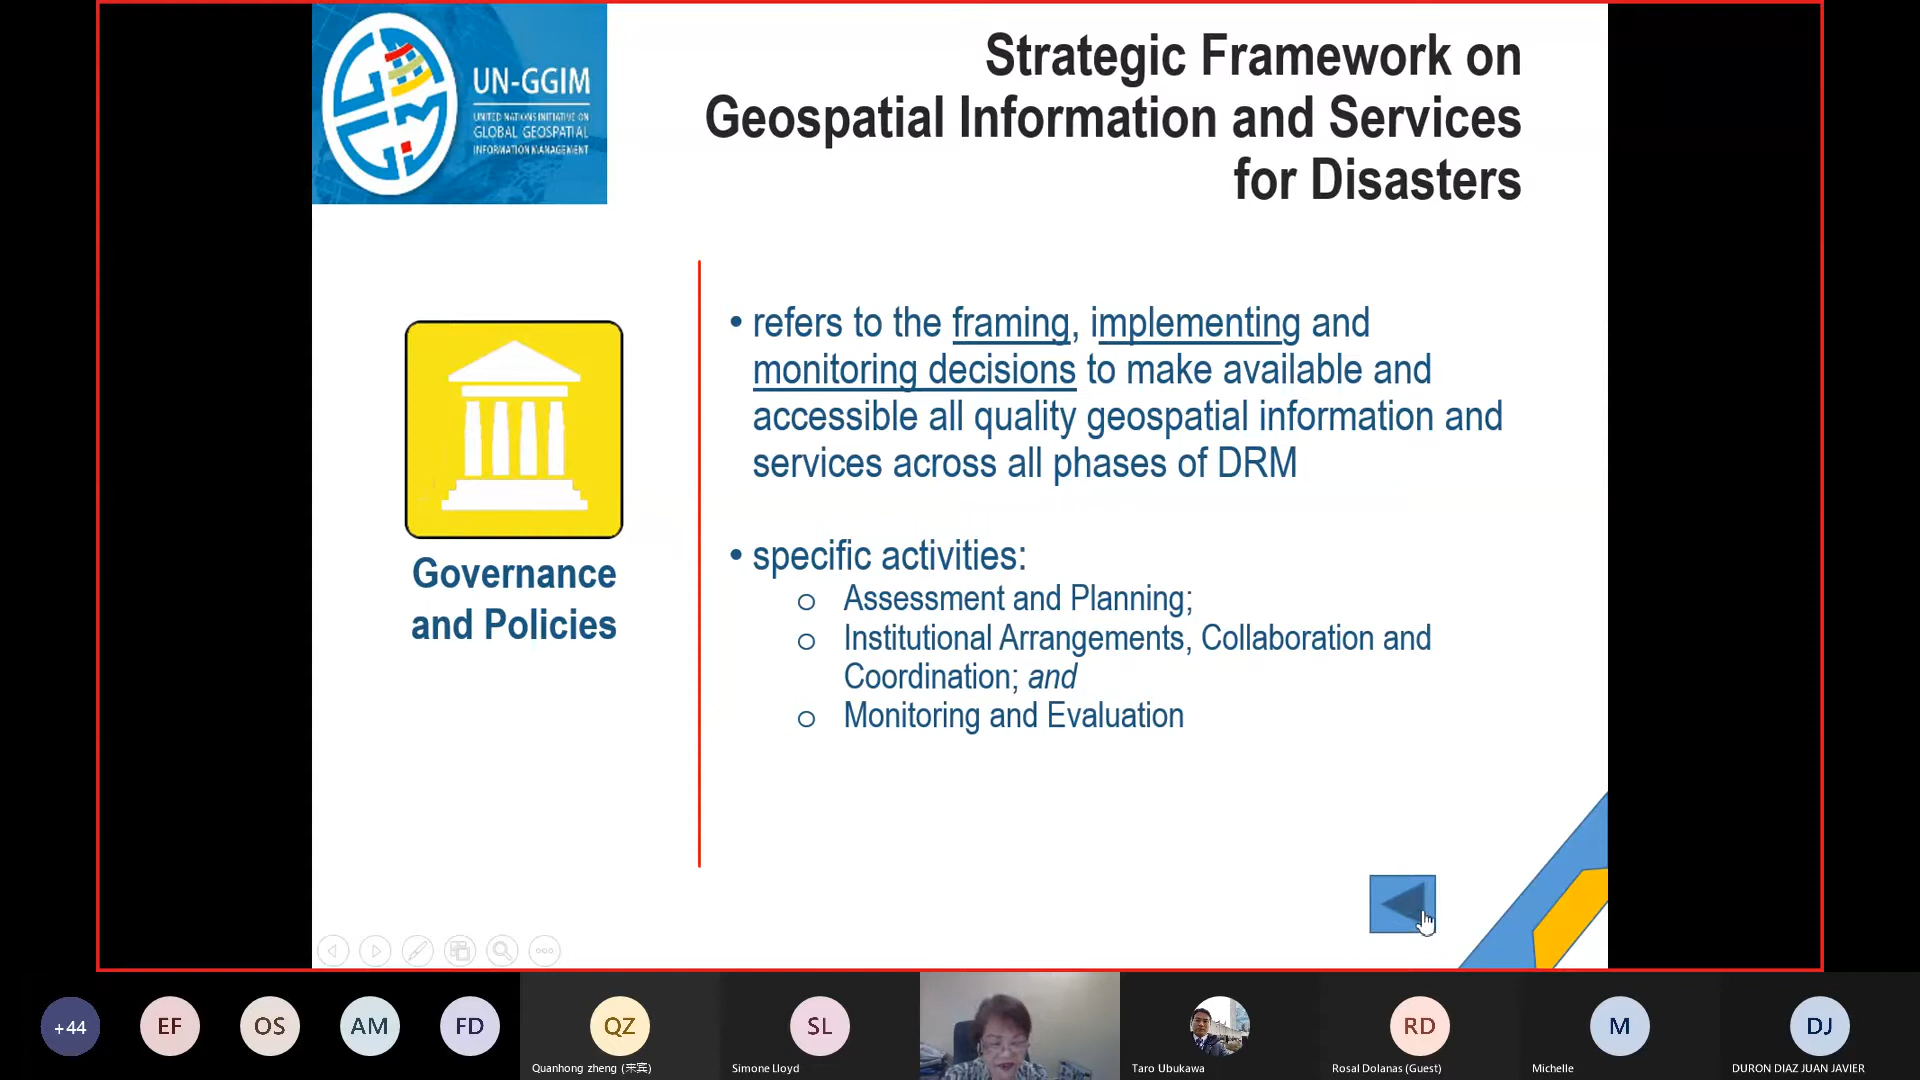 UN-GGIM
UNITED NATIONS INITIATIVE ON
GLOBAL GEOSPATIAL
INFORMATION MANAGEMENT
Strategic Framework on
Geospatial Information and Services
for Disasters
Governance
and Policies
• refers to the framing, implementing and
monitoring decisions to make available and
accessible all quality geospatial information and
services across all phases of DRM
• specific activities:
o Assessment and Planning;
o Institutional Arrangements, Collaboration and
Coordination; and
o Monitoring and Evaluation
+44
EF
OS
AM
FD
QZ
SL
RD
M
DJ
Quanhong zheng (宋宾)
Simone Lloyd
Taro Ubukawa
Rosal Dolanas (Guest)
Michelle
DURON DIAZ JUAN JAVIER